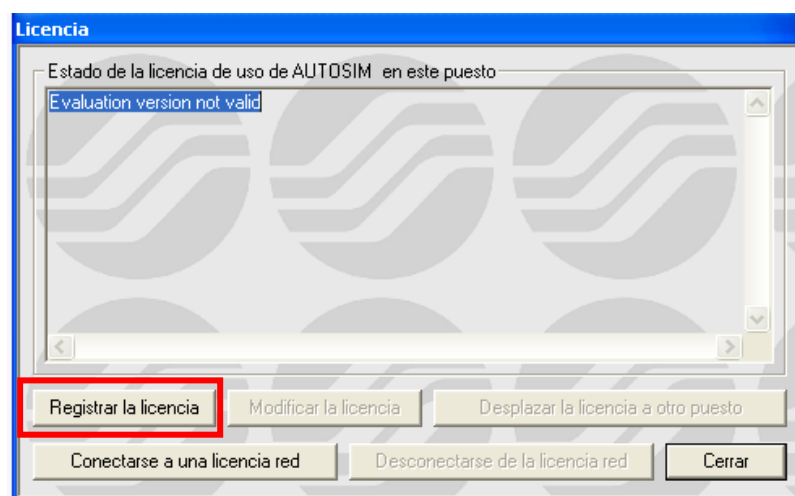 Licencia
Estado de la licencia de uso de AUTOSIM en este puesto
Evaluation version not valid
Registrar la licencia
Modificar la licencia
Desplazar la licencia a otro puesto
Conectarse a una licencia red
Desconectarse de la licencia red
Cerrar